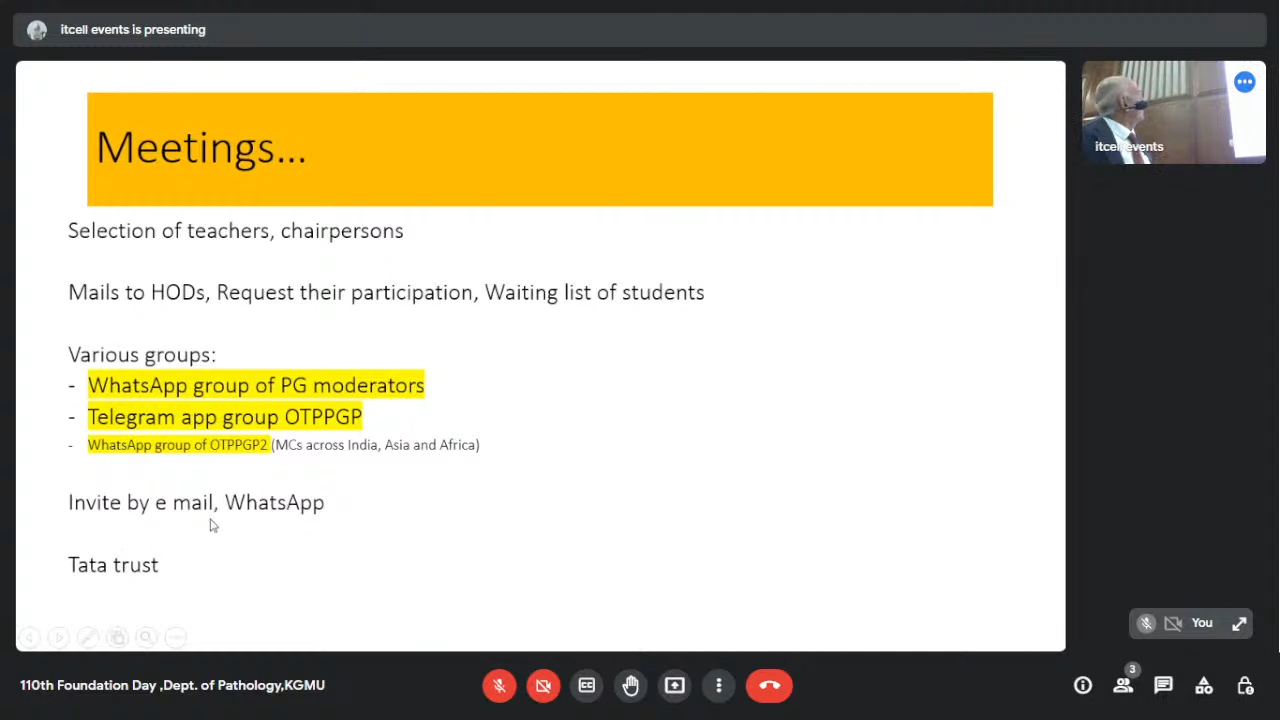 itcell events is presenting
Meetings...
itcell events
Selection of teachers, chairpersons
Mails to HODs, Request their participation, Waiting list of students
Various groups:
- WhatsApp group of PG moderators
- Telegram app group OTPPGP
- WhatsApp group of OTPPGP2 (MCs across India, Asia and Africa)
Invite by e mail, WhatsApp
Tata trust
You
110th Foundation Day ,Dept. of Pathology,KGMU
3